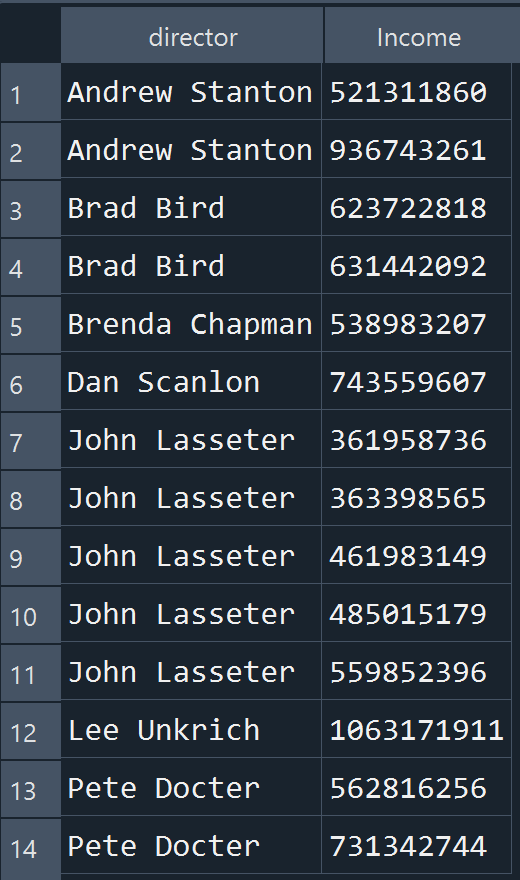 director Income
1 Andrew Stanton 521311860
2 Andrew Stanton 936743261
3 Brad Bird 623722818
4 Brad Bird 631442092
5 Brenda Chapman 538983207
6 Dan Scanlon 743559607
7 John Lasseter 361958736
8 John Lasseter 363398565
9 John Lasseter 461983149
10 John Lasseter 485015179
11 John Lasseter 559852396
12 Lee Unkrich 1063171911
13 Pete Docter 562816256
14 Pete Docter 731342744